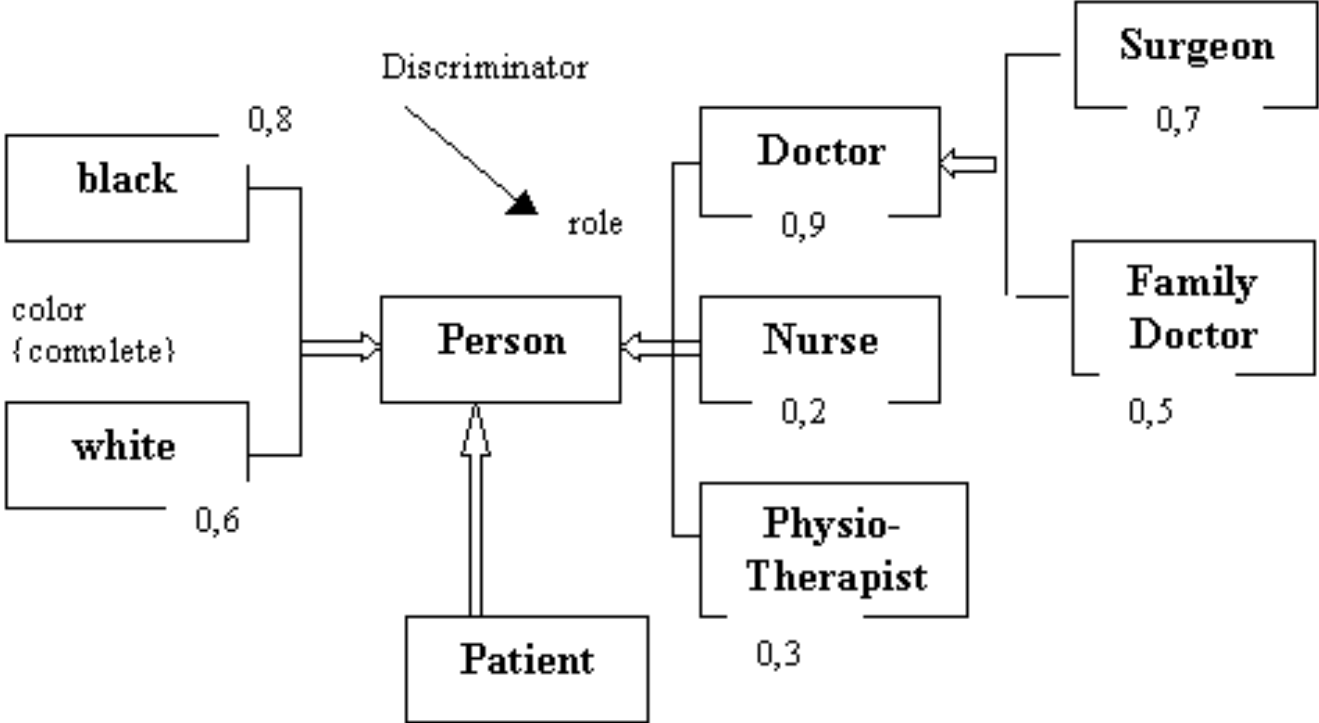 Surgeon
Discriminator
0,8
0,7
Doctor
black
role
0,9
Family
Doctor
color
{complete}
Person
Nurse
0,2
0,5
white
Physio-
Therapist
0,6
Patient
0,3